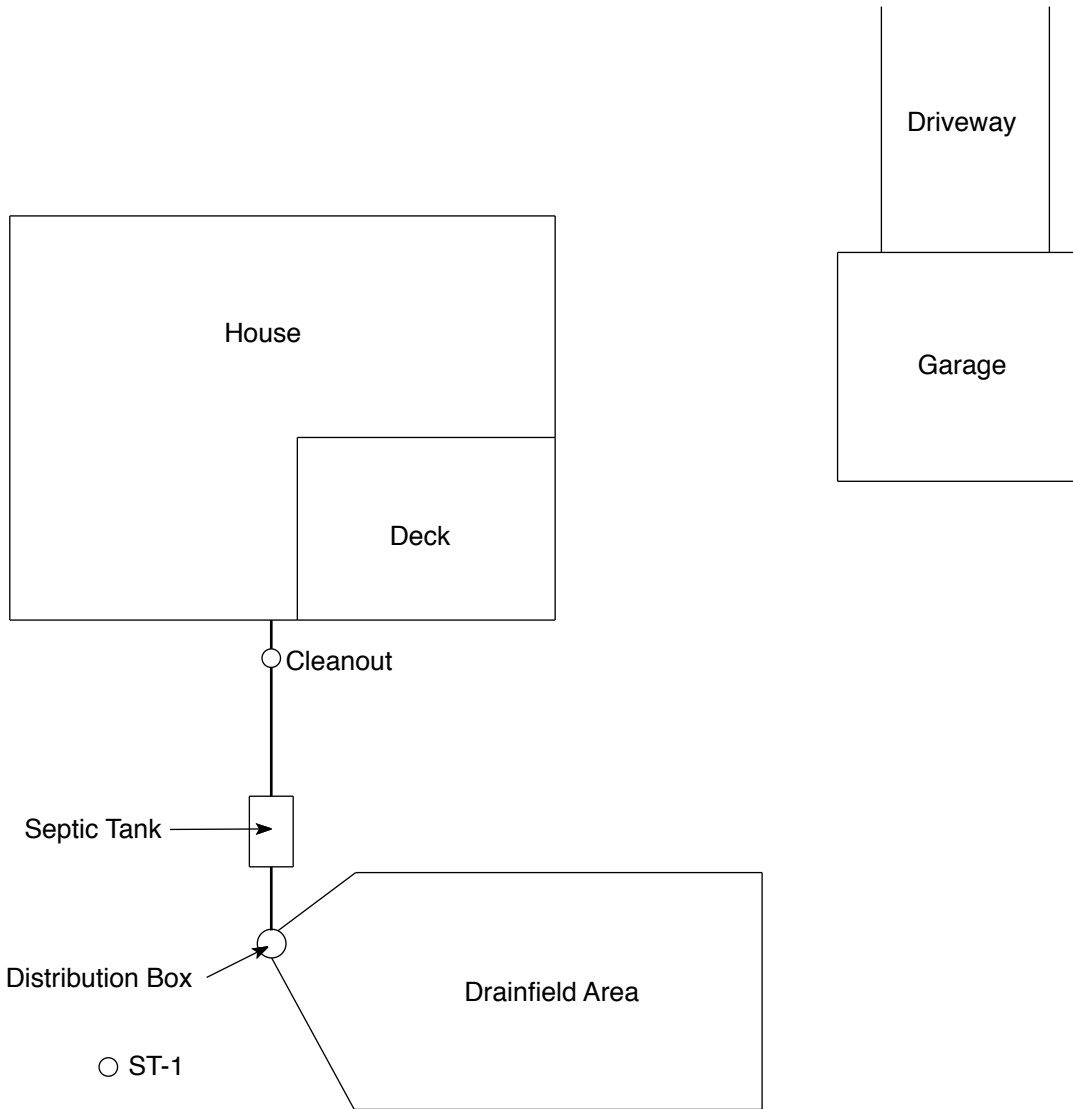 Driveway
House
Garage
Deck
Cleanout
Septic Tank
Distribution Box
Drainfield Area
ST-1